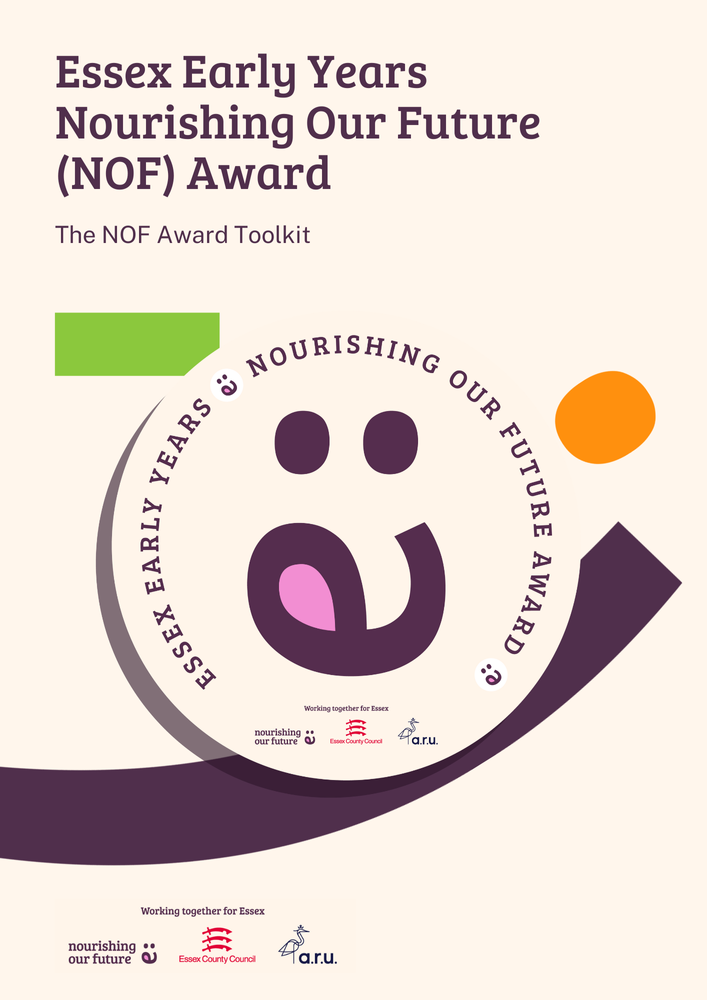 Essex Early Years
Nourishing Our Future
(NOF) Award
The NOF Award Toolkit
ESSEX EARLY YEARS NOURISHING OUR FUTURE AWARD
Working together for Essex
nourishing
our future
Essex County Council
a.r.u.
Working together for Essex
nourishing
our future
Essex County Council
a.r.u.